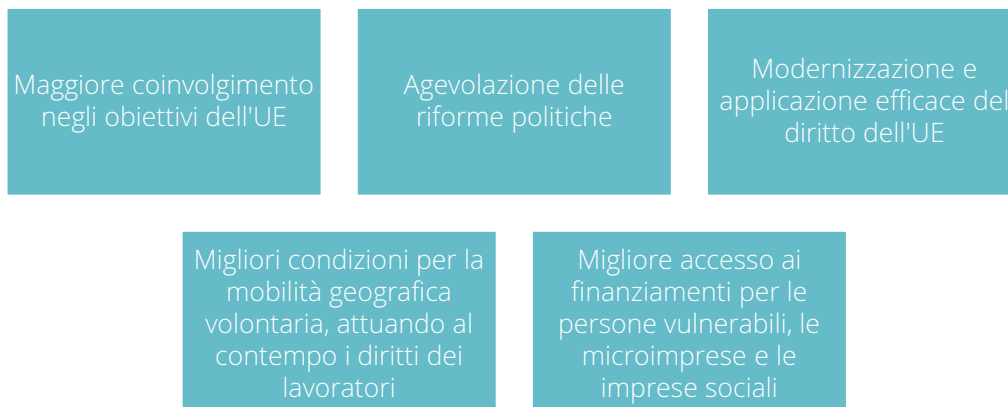 Maggiore coinvolgimento
negli obiettivi dell'UE
Agevolazione delle
riforme politiche
Modernizzazione e
applicazione efficace del
diritto dell'UE
Migliori condizioni per la
mobilità geografica
volontaria, attuando al
contempo i diritti dei
lavoratori
Migliore accesso ai
finanziamenti per le
persone vulnerabili, le
microimprese e le
imprese sociali